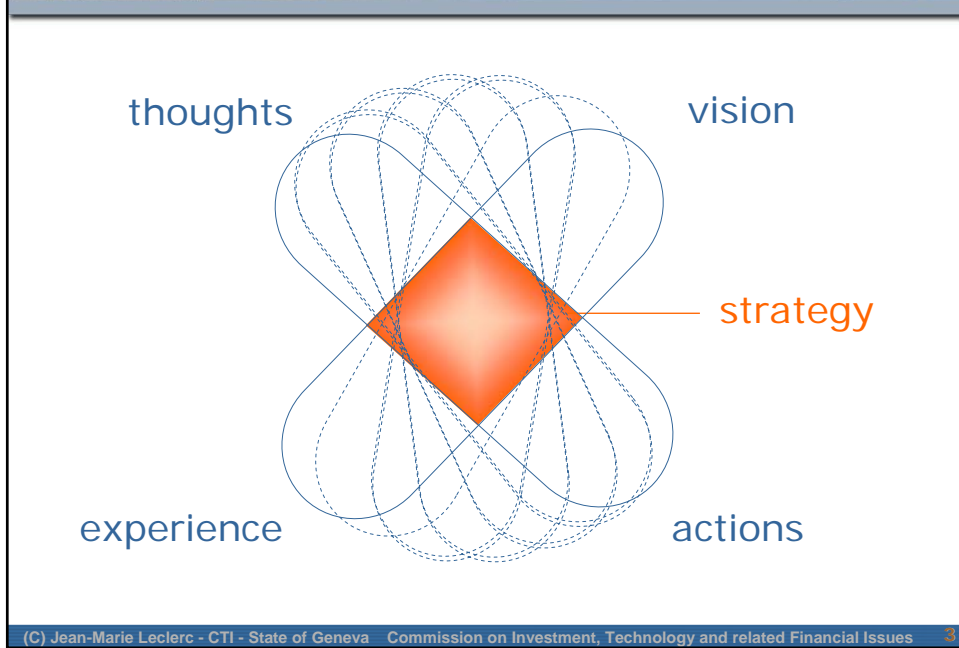 thoughts
vision
strategy
experience
actions
(C) Jean-Marie Leclerc - CTI - State of Geneva Commission on Investment, Technology and related Financial Issues 3